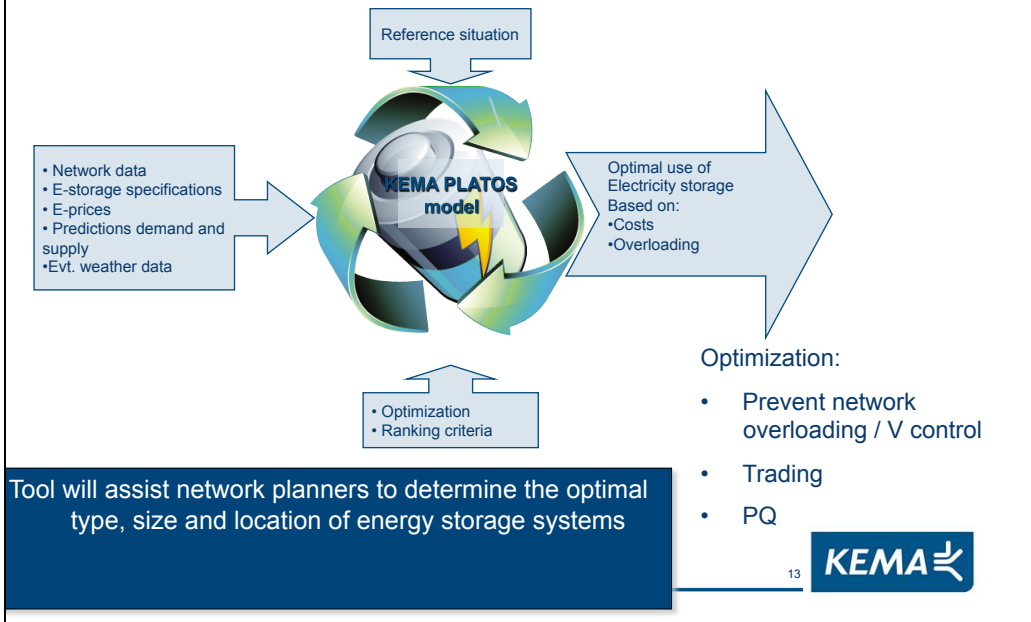 Reference situation
• Network data
• E-storage specifications
• E-prices
• Predictions demand and
supply
•Evt. weather data
KEMA PLATOS
model
Optimal use of
Electricity storage
Based on:
•Costs
•Overloading
• Optimization
• Ranking criteria
Optimization:
• Prevent network
overloading / V control
• Trading
• PQ
Tool will assist network planners to determine the optimal
type, size and location of energy storage systems
13
KEMA